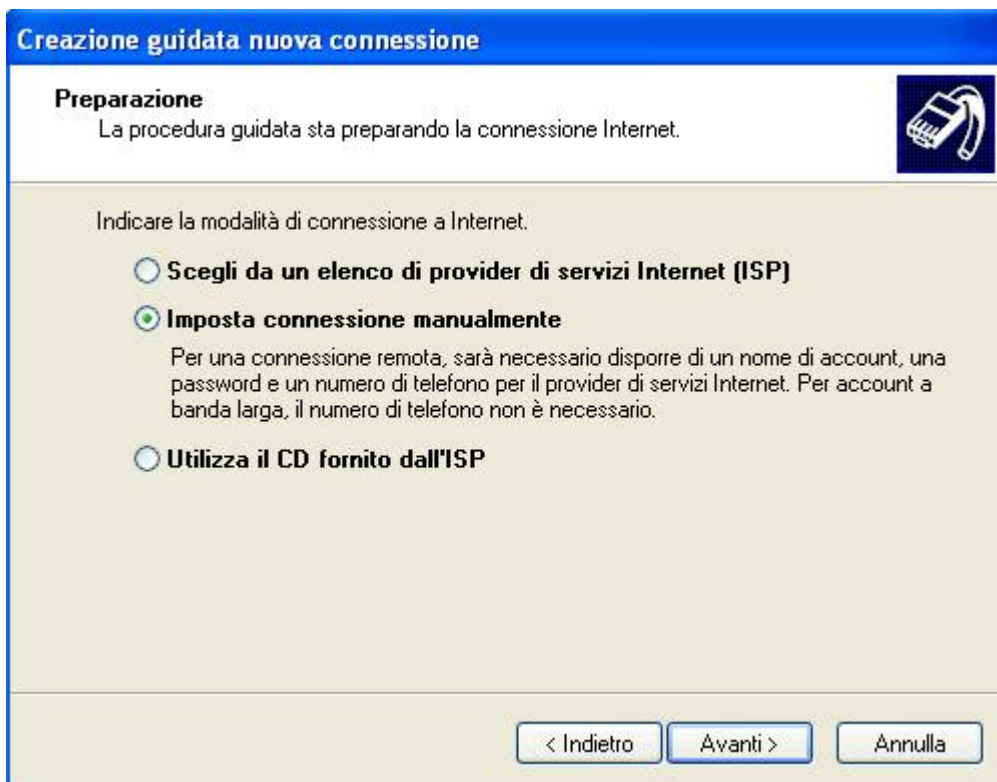 Creazione guidata nuova connessione
Preparazione
La procedura guidata sta preparando la connessione Internet.
Indicare la modalità di connessione a Internet.
Scegli da un elenco di provider di servizi Internet (ISP)
Imposta connessione manualmente
Per una connessione remota, sarà necessario disporre di un nome di account, una
password e un numero di telefono per il provider di servizi Internet. Per account a
banda larga, il numero di telefono non è necessario.
Utilizza il CD fornito dall'ISP
< Indietro
Avanti >
Annulla